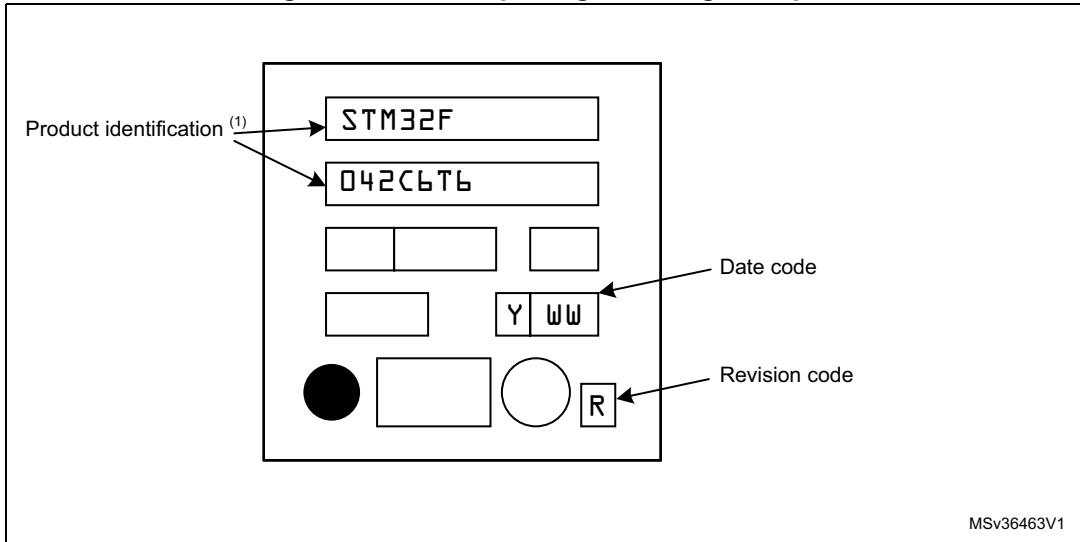 Product identification (1)
STM32F
042C6T6
Date code
Y WW
Revision code
R
MSv36463V1